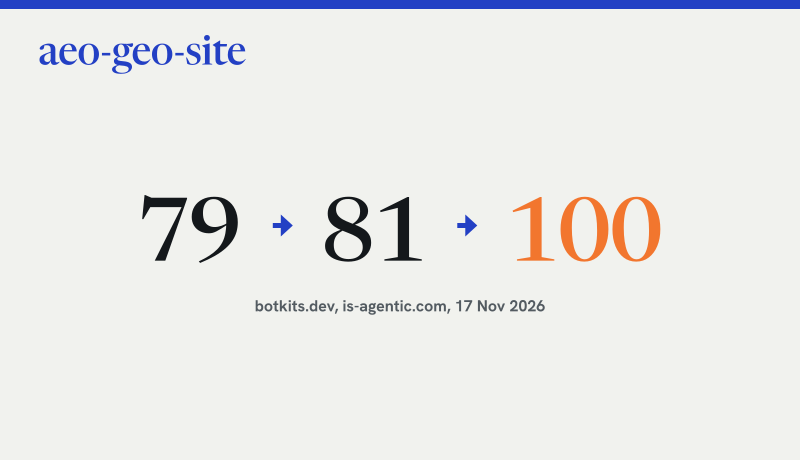 aeo-geo-site
79 → 81 → 100
botkits.dev, is-agentic.com, 17 Nov 2026